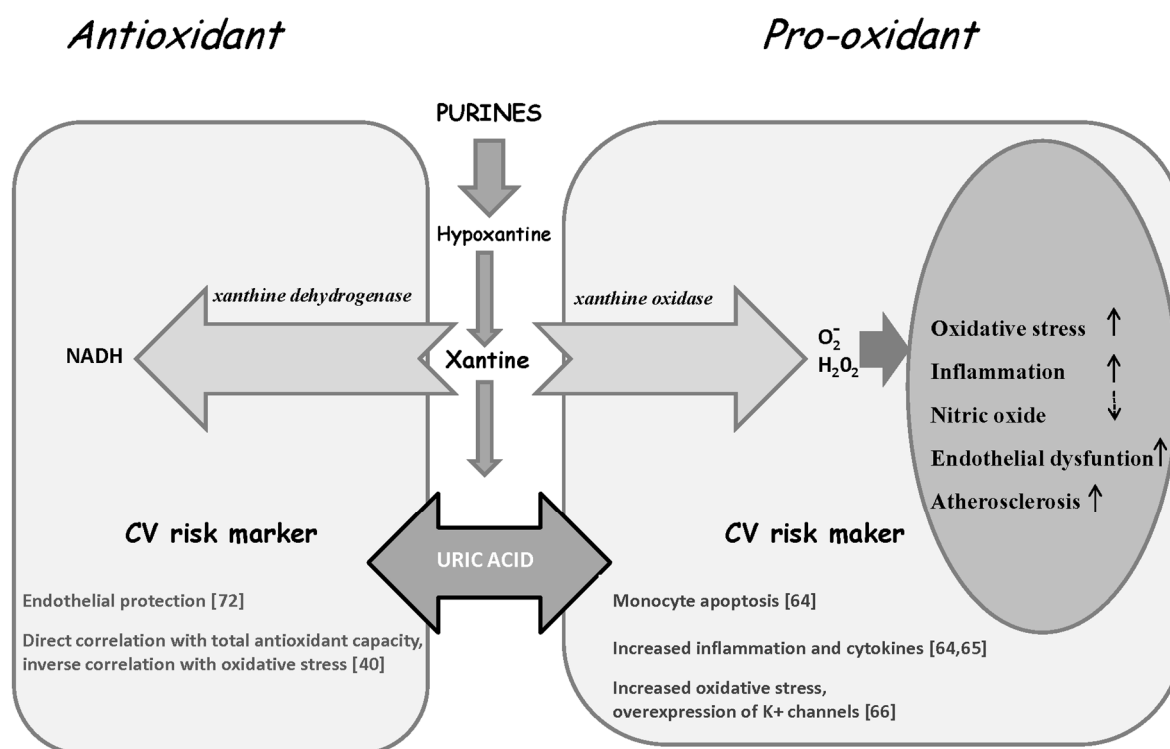 Antioxidant
Pro-oxidant
PURINES
Hypoxantine
xanthine dehydrogenase
xanthine oxidase
NADH
Xantine
O₂⁻
H₂O₂
Oxidative stress ↑
Inflammation ↑
Nitric oxide ↓
Endothelial dysfuntion ↑
Atherosclerosis ↑
CV risk marker
URIC ACID
CV risk maker
Endothelial protection [72]
Direct correlation with total antioxidant capacity,
inverse correlation with oxidative stress [40]
Monocyte apoptosis [64]
Increased inflammation and cytokines [64,65]
Increased oxidative stress,
overexpression of K+ channels [66]